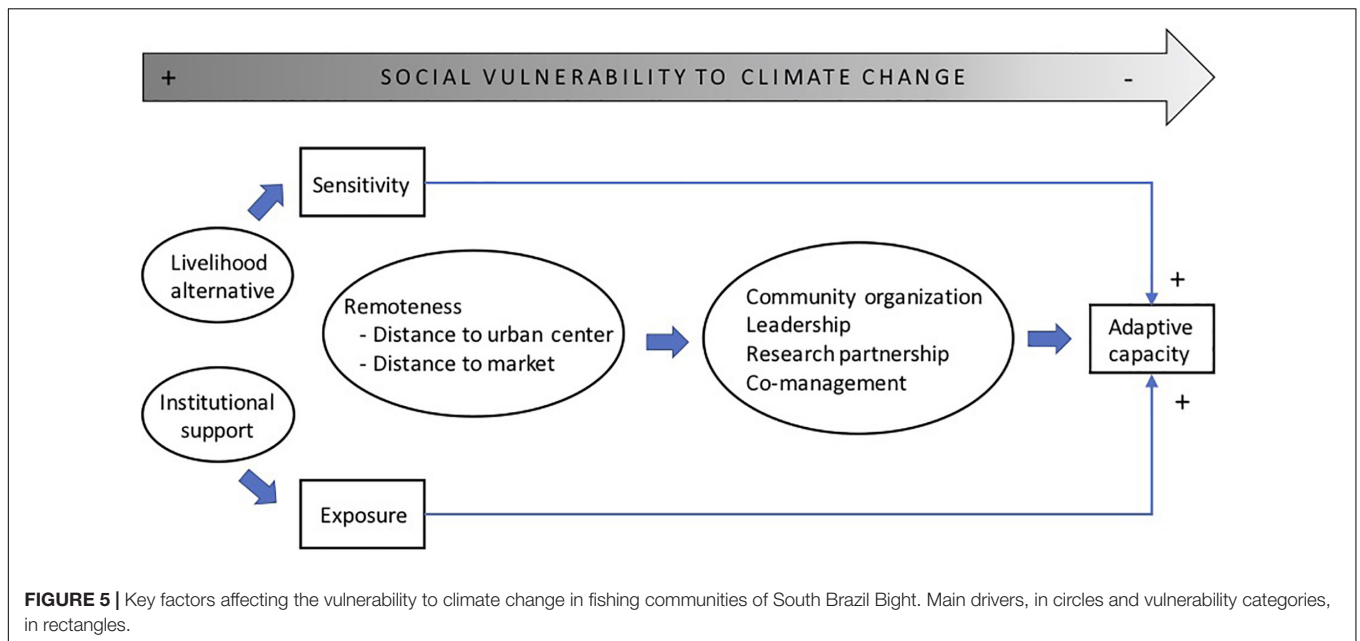 + SOCIAL VULNERABILITY TO CLIMATE CHANGE -
Sensitivity
Livelihood
alternative
Remoteness
- Distance to urban center
- Distance to market
Community organization
Leadership
Research partnership
Co-management
+
Adaptive
capacity
+
Institutional
support
Exposure
FIGURE 5 | Key factors affecting the vulnerability to climate change in fishing communities of South Brazil Bight. Main drivers, in circles and vulnerability categories,
in rectangles.